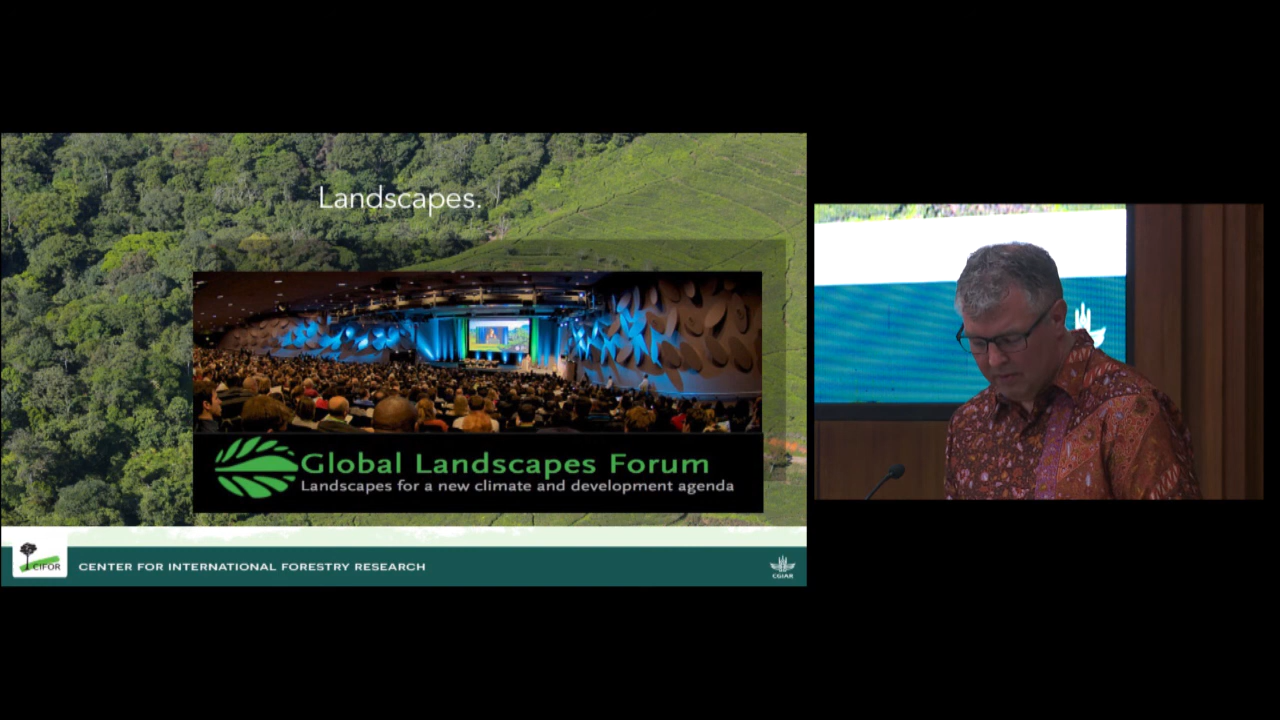 Landscapes.
Global Landscapes Forum
Landscapes for a new climate and development agenda
CIFOR
CENTER FOR INTERNATIONAL FORESTRY RESEARCH
CGIAR